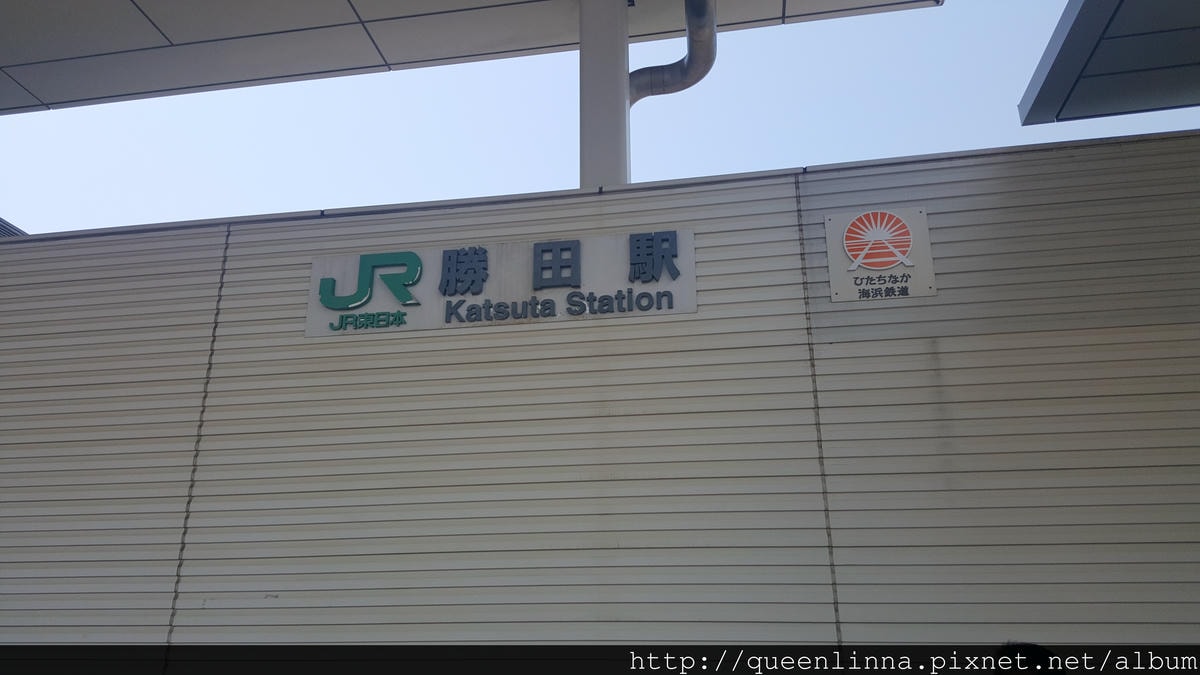 JR 勝田駅
JR東日本 Katsuta Station
ひたちなか
海浜鉄道
http://queenlinna.pixnet.net/album